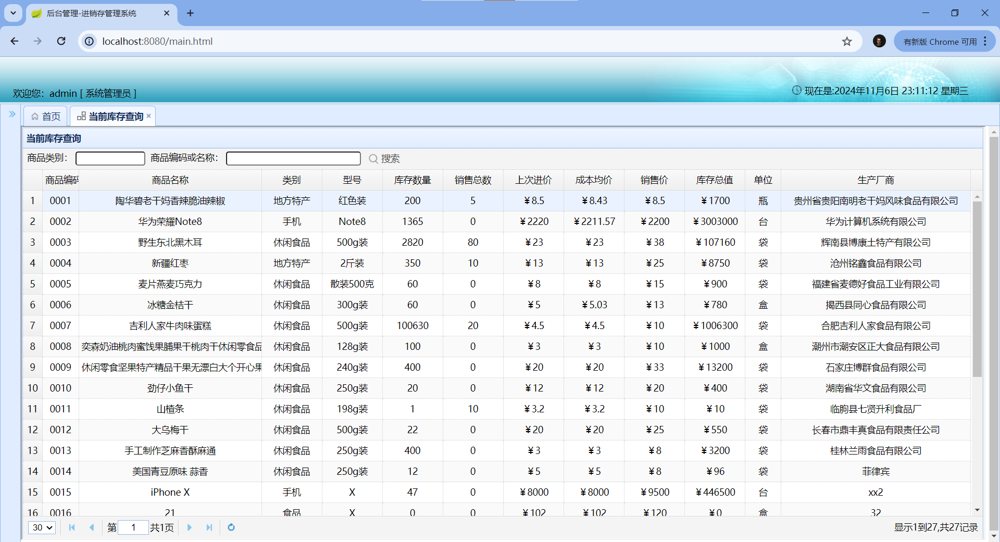 后台管理-进销存管理系统
localhost:8080/main.html
有新版 Chrome 可用
欢迎您：admin [ 系统管理员 ]
现在是:2024年11月6日 23:11:12 星期三
首页
当前库存查询
当前库存查询
商品类别： 商品编码或名称： 搜索
商品编码 商品名称 类别 型号 库存数量 销售总数 上次进价 成本均价 销售价 库存总值 单位 生产厂商
1 0001 陶华碧老干妈香辣脆油辣椒 地方特产 红色装 200 5 ¥8.5 ¥8.43 ¥8.5 ¥1700 瓶 贵州省贵阳南明老干妈风味食品有限公司
2 0002 华为荣耀Note8 手机 Note8 1365 0 ¥2220 ¥2211.57 ¥2200 ¥3003000 台 华为计算机系统有限公司
3 0003 野生东北黑木耳 休闲食品 500g装 2820 80 ¥23 ¥23 ¥38 ¥107160 袋 辉南县博康土特产有限公司
4 0004 新疆红枣 地方特产 2斤装 350 10 ¥13 ¥13 ¥25 ¥8750 袋 沧州铭鑫食品有限公司
5 0005 麦片燕麦巧克力 休闲食品 散装500克 60 0 ¥8 ¥8 ¥15 ¥900 袋 福建省麦德好食品工业有限公司
6 0006 冰糖金桔干 休闲食品 300g装 60 0 ¥5 ¥5.03 ¥13 ¥780 盒 揭西县同心食品有限公司
7 0007 吉利人家牛肉味蛋糕 休闲食品 500g装 100630 20 ¥4.5 ¥4.5 ¥10 ¥1006300 袋 合肥吉利人家食品有限公司
8 0008 奕森奶油桃肉蜜饯果脯果干桃肉干休闲零食品 休闲食品 128g装 100 0 ¥3 ¥3 ¥10 ¥1000 盒 潮州市潮安区正大食品有限公司
9 0009 休闲零食坚果特产精品干果无漂白大个开心果 休闲食品 240g装 400 0 ¥20 ¥20 ¥33 ¥13200 袋 石家庄博群食品有限公司
10 0010 劲仔小鱼干 休闲食品 250g装 20 0 ¥12 ¥12 ¥20 ¥400 袋 湖南省华文食品有限公司
11 0011 山楂条 休闲食品 198g装 1 10 ¥3.2 ¥3.2 ¥10 ¥10 袋 临朐县七贤升利食品厂
12 0012 大乌梅干 休闲食品 500g装 22 0 ¥20 ¥20 ¥25 ¥550 袋 长春市鼎丰真食品有限责任公司
13 0013 手工制作芝麻香酥麻通 休闲食品 250g装 400 0 ¥3 ¥3 ¥8 ¥3200 袋 桂林兰雨食品有限公司
14 0014 美国青豆原味 蒜香 休闲食品 250g装 12 0 ¥5 ¥5 ¥8 ¥96 袋 菲律宾
15 0015 iPhone X 手机 X 47 0 ¥8000 ¥8000 ¥9500 ¥446500 台 xx2
16 0016 21 食品 X 0 0 ¥102 ¥102 ¥120 ¥0 盒 32
30 第 1 共1页 显示1到27,共27记录